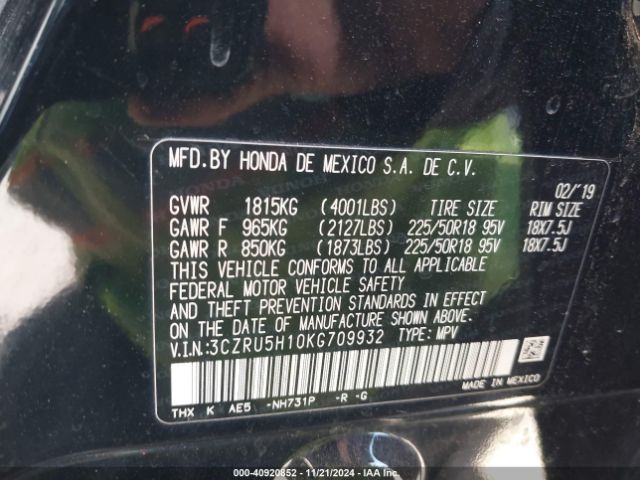 MFD.BY HONDA DE MEXICO S.A. DE C.V.
02/'19
GVWR 1815KG (4001LBS) TIRE SIZE RIM SIZE
GAWR F 965KG (2127LBS) 225/50R18 95V 18X7.5J
GAWR R 850KG (1873LBS) 225/50R18 95V 18X7.5J
THIS VEHICLE CONFORMS TO ALL APPLICABLE
FEDERAL MOTOR VEHICLE SAFETY
AND THEFT PREVENTION STANDARDS IN EFFECT
ON THE DATE OF MANUFACTURE SHOWN ABOVE.
V.I.N.:3CZRU5H10KG709932 TYPE: MPV
MADE IN MEXICO
THX K AE5 -NH731P -R -G
000-40920852 - 11/21/2024 - IAAI.com